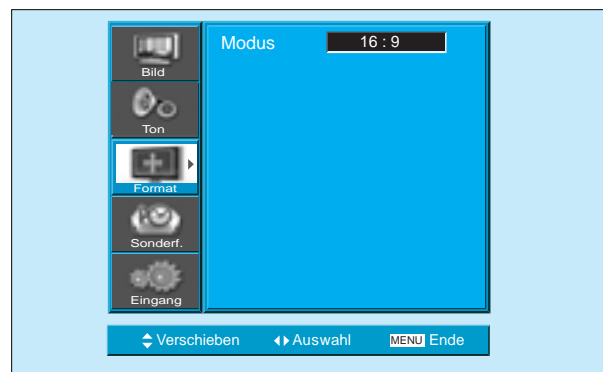 Modus 16 : 9
Bild
Ton
Format
Sonderf.
Eingang
Verschieben Auswahl MENU Ende